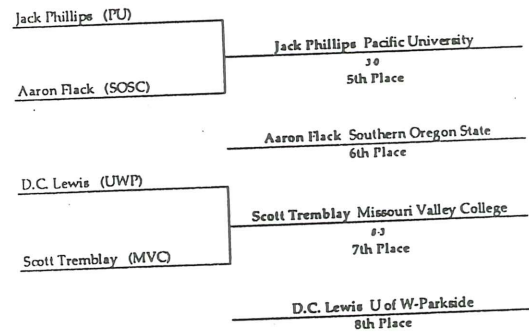 Jack Phillips (PU)
Jack Phillips Pacific University
3-0
5th Place
Aaron Flack (SOSC)
Aaron Flack Southern Oregon State
6th Place
D.C. Lewis (UWP)
Scott Tremblay Missouri Valley College
8-3
7th Place
Scott Tremblay (MVC)
D.C. Lewis U of W-Parkside
8th Place